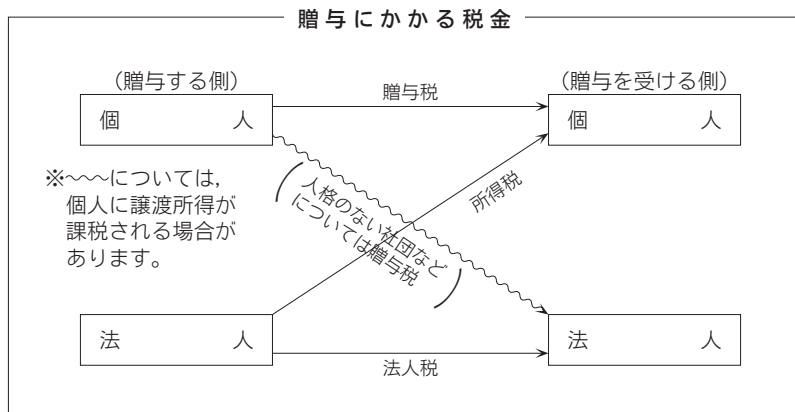 贈与にかかる税金
（贈与する側）
（贈与を受ける側）
個　人
贈与税
個　人
※〰〰については，
個人に譲渡所得が
課税される場合が
あります。
人格のない社団など
については贈与税
所得税
法　人
法人税
法　人